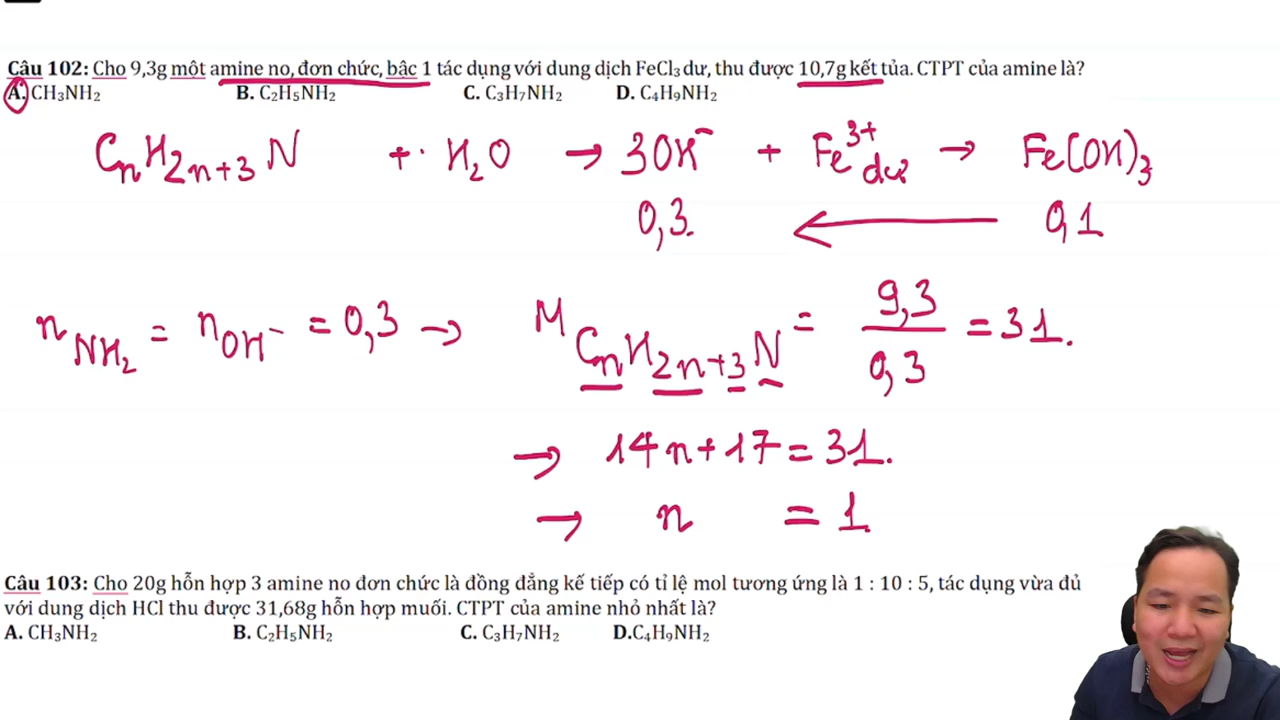 Câu 102: Cho 9,3g một amine no, đơn chức, bậc 1 tác dụng với dung dịch FeCl₃ dư, thu được 10,7g kết tủa. CTPT của amine là?
A. CH₃NH₂ B. C₂H₅NH₂ C. C₃H₇NH₂ D. C₄H₉NH₂
CₙH₂ₙ₊₃N + H₂O → 3OH⁻ + Fe³⁺ dư → Fe(OH)₃
0,3 ← 0,1
n NH₂ = n OH⁻ = 0,3 → M CₙH₂ₙ₊₃N = 9,3 / 0,3 = 31.
→ 14n + 17 = 31.
→ n = 1
Câu 103: Cho 20g hỗn hợp 3 amine no đơn chức là đồng đẳng kế tiếp có tỉ lệ mol tương ứng là 1 : 10 : 5, tác dụng vừa đủ
với dung dịch HCl thu được 31,68g hỗn hợp muối. CTPT của amine nhỏ nhất là?
A. CH₃NH₂ B. C₂H₅NH₂ C. C₃H₇NH₂ D.C₄H₉NH₂